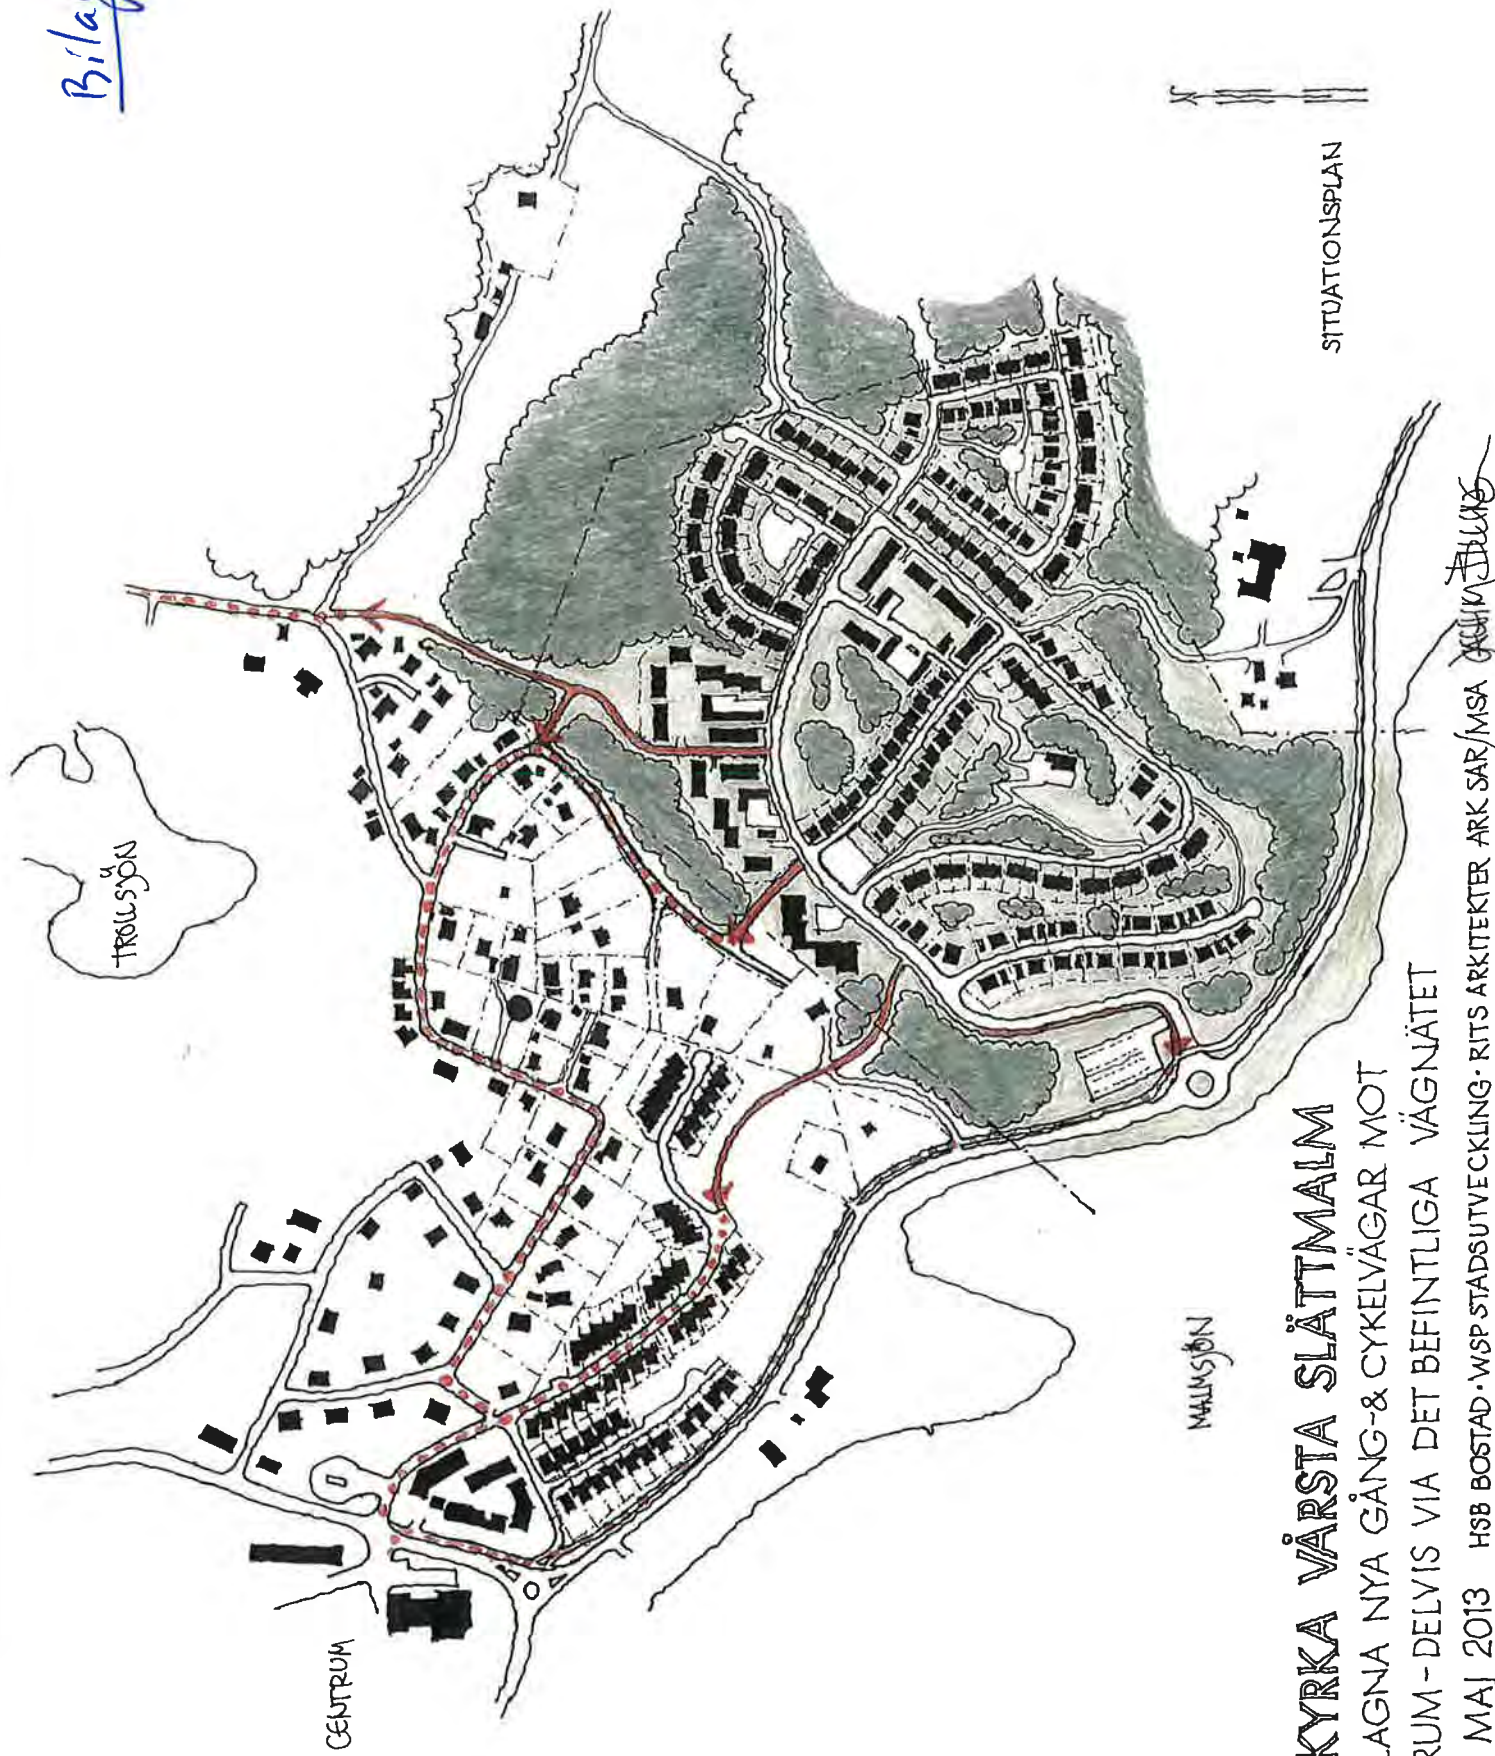 Bila
TROLLSJÖN
SITUATIONSPLAN
CENTRUM
MALMSJÖN
KYRKA VÅRSTA SLÄTTMALM
LAGNA NYA GÅNG-& CYKELVÄGAR MOT
RUM-DELVIS VIA DET BEFINTLIGA VÄGNÄTET
MAJ 2013 HSB BOSTAD·WSP STADSUTVECKLING·RITS ARKITEKTER ARK SAR/MSA